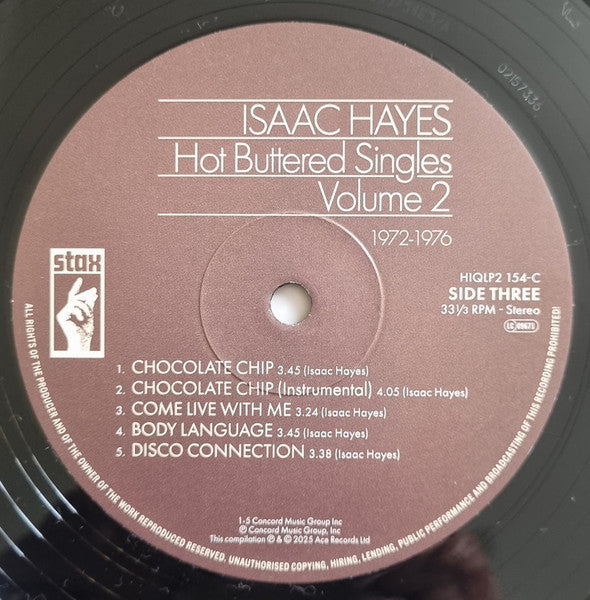 02157336
ISAAC HAYES
Hot Buttered Singles
Volume 2
1972-1976
stax
HIQLP2 154-C
SIDE THREE
33⅓ RPM - Stereo
LC 09671
1. CHOCOLATE CHIP 3.45 (Isaac Hayes)
2. CHOCOLATE CHIP (Instrumental) 4.05 (Isaac Hayes)
3. COME LIVE WITH ME 3:24 (Isaac Hayes)
4. BODY LANGUAGE 3.45 (Isaac Hayes)
5. DISCO CONNECTION 3.38 (Isaac Hayes)
1-5 Concord Music Group Inc
℗ Concord Music Group Inc
This compilation ℗ & © 2025 Ace Records Ltd
ALL RIGHTS OF THE PRODUCER AND OF THE OWNER OF THE WORK REPRODUCED RESERVED. UNAUTHORISED COPYING, HIRING, LENDING, PUBLIC PERFORMANCE AND BROADCASTING OF THIS RECORDING PROHIBITED!